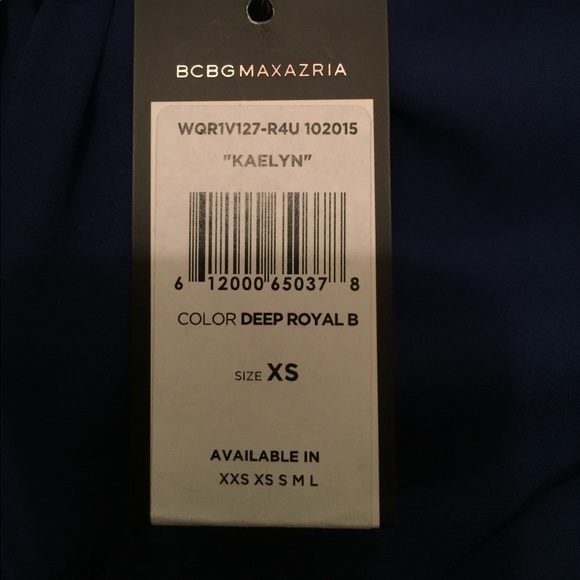 BCBGMAXAZRIA
WQR1V127-R4U 102015
"KAELYN"
6 12000 65037 8
COLOR DEEP ROYAL B
SIZE XS
AVAILABLE IN
XXS XS S M L